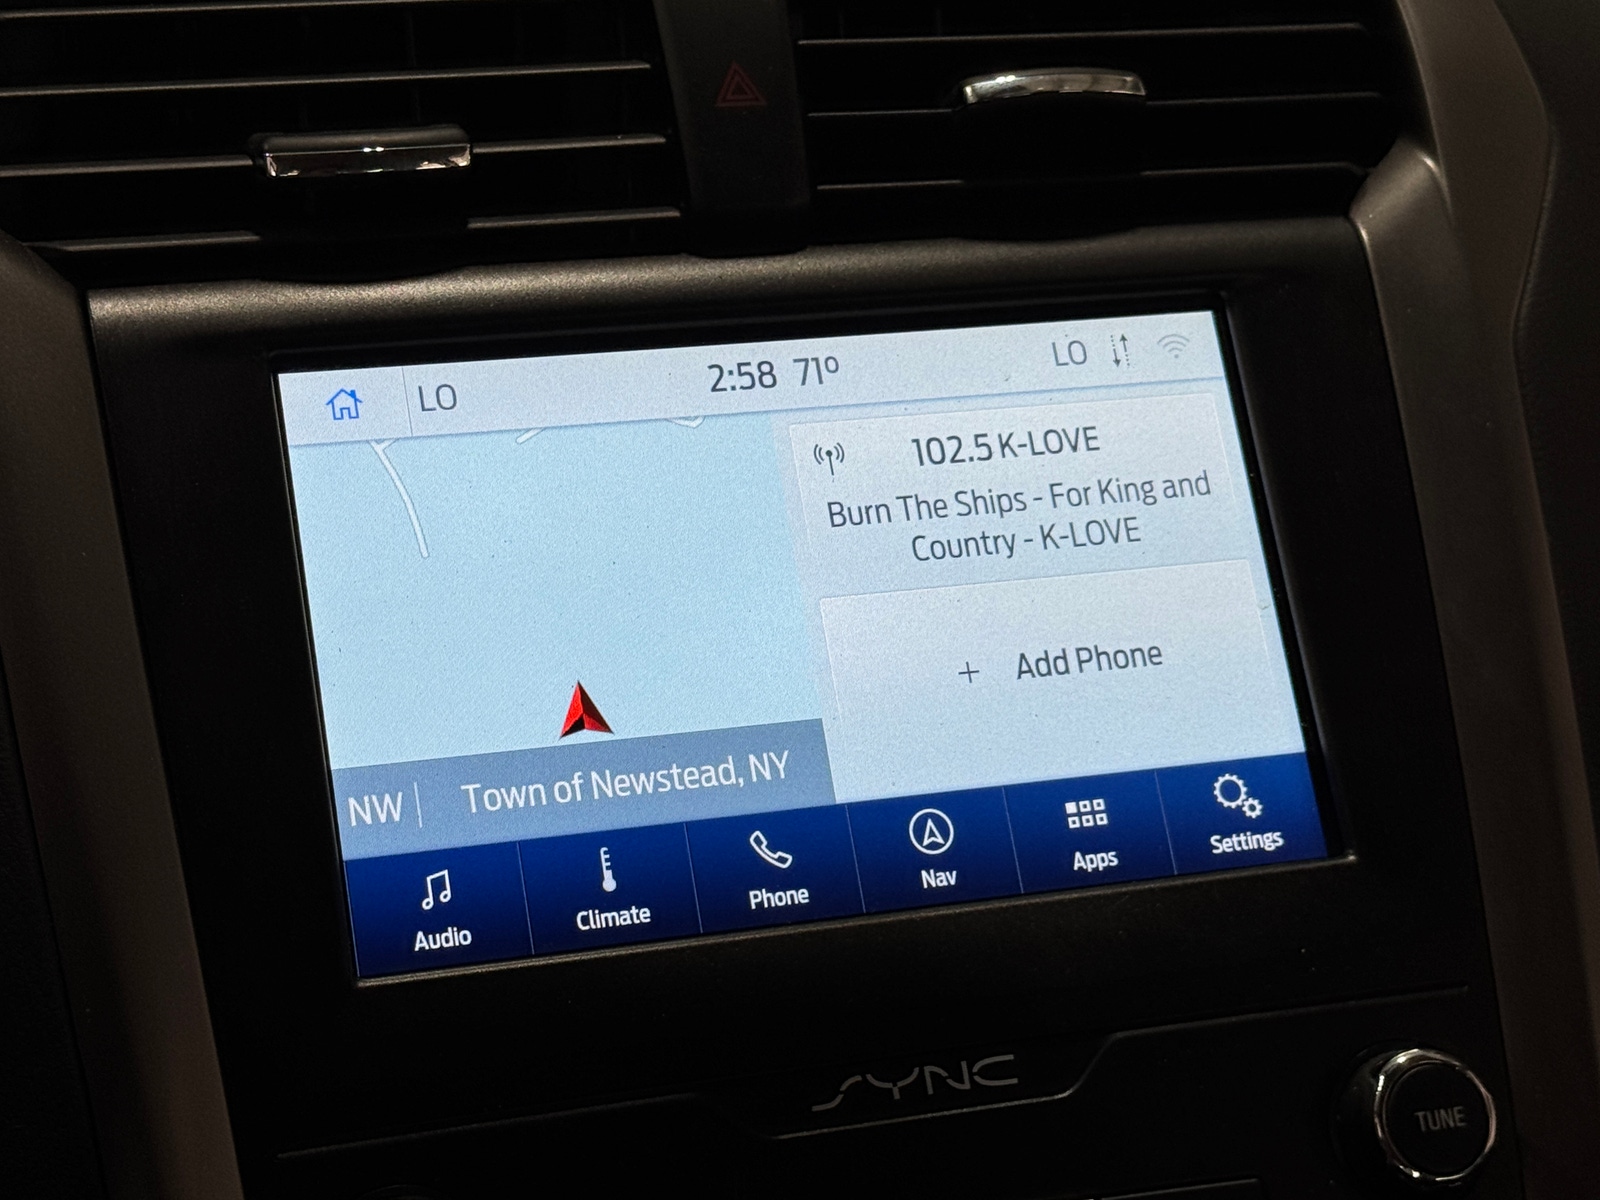 LO
2:58 71°
LO
102.5 K-LOVE
Burn The Ships - For King and
Country - K-LOVE
+ Add Phone
NW
Town of Newstead, NY
Audio
Climate
Phone
Nav
Apps
Settings
SYNC
TUNE